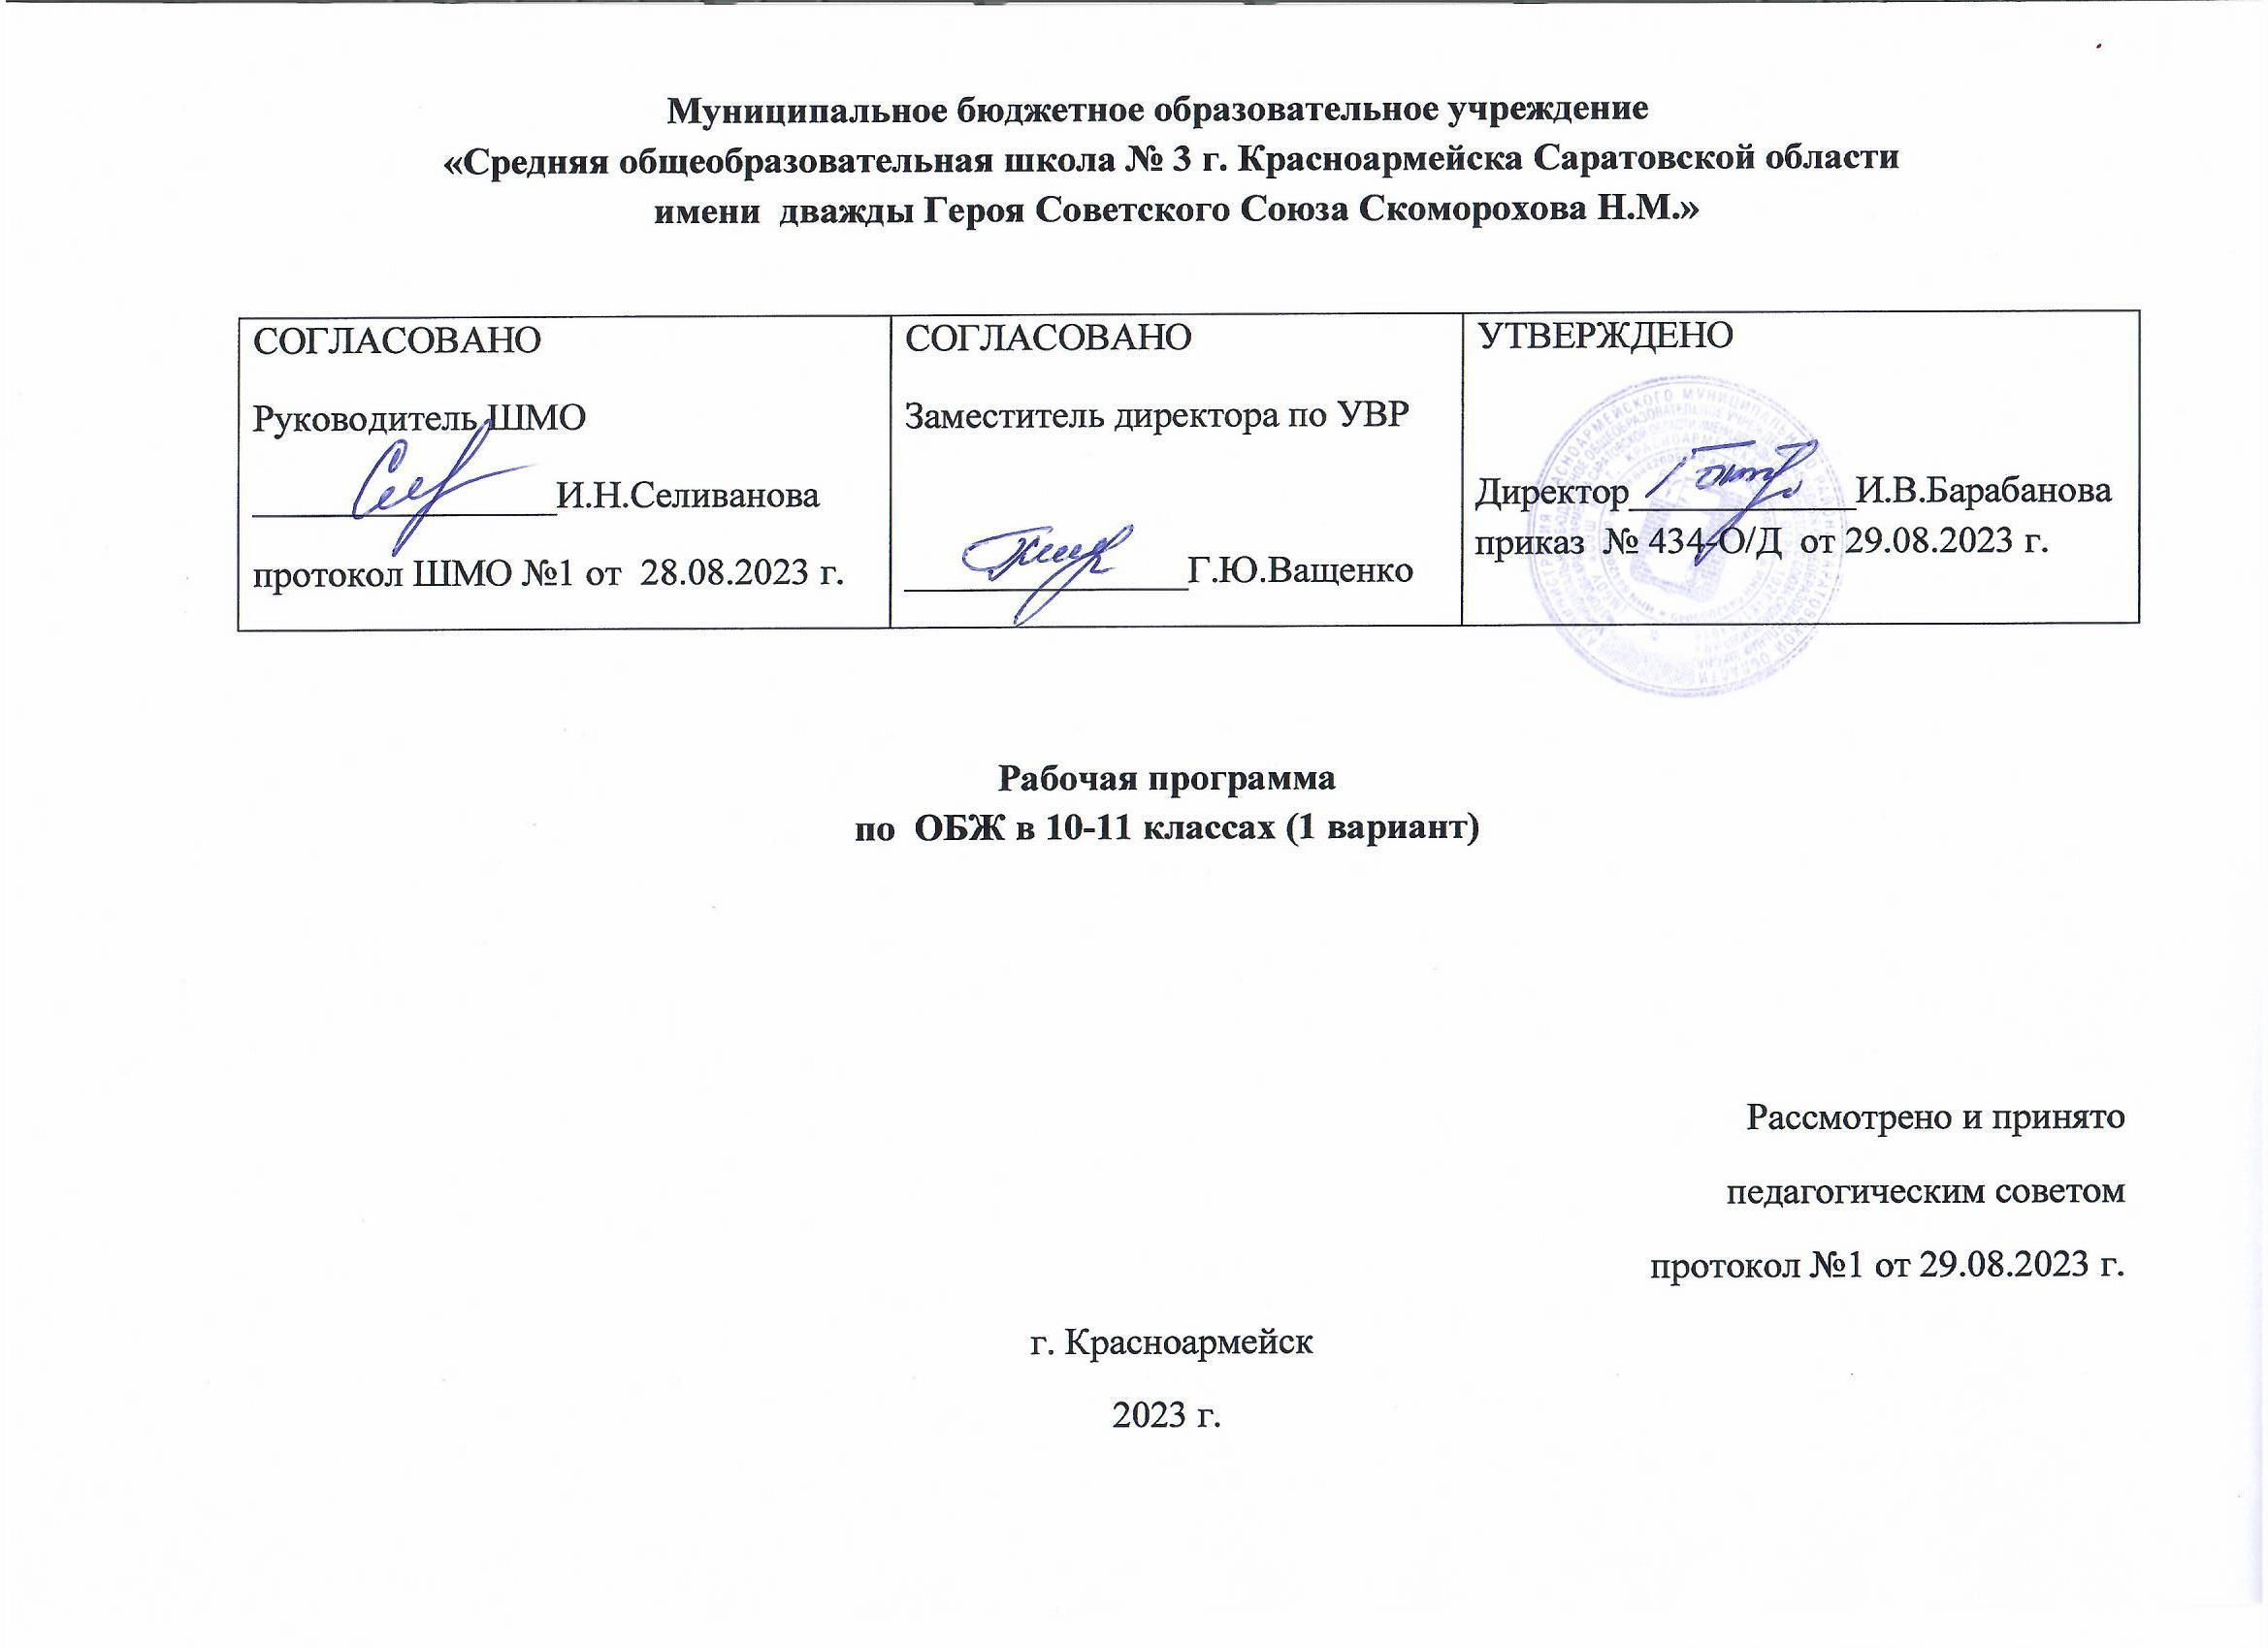 Муниципальное бюджетное образовательное учреждение
«Средняя общеобразовательная школа № 3 г. Красноармейска Саратовской области
имени дважды Героя Советского Союза Скоморохова Н.М.»
СОГЛАСОВАНО
Руководитель ШМО
________________И.Н.Селиванова
протокол ШМО №1 от 28.08.2023 г.
СОГЛАСОВАНО
Заместитель директора по УВР
_______________Г.Ю.Ващенко
УТВЕРЖДЕНО
Директор____________И.В.Барабанова
приказ № 434-О/Д от 29.08.2023 г.
Рабочая программа
по ОБЖ в 10-11 классах (1 вариант)
Рассмотрено и принято
педагогическим советом
протокол №1 от 29.08.2023 г.
г. Красноармейск
2023 г.